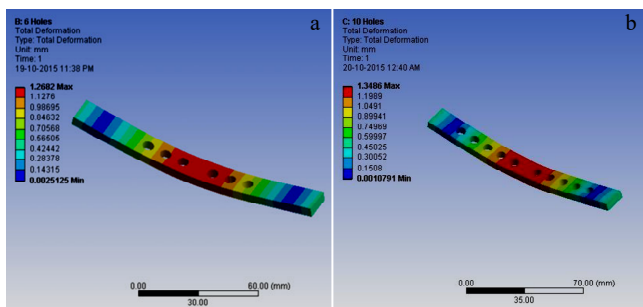 B: 6 Holes
Total Deformation
Type: Total Deformation
Unit: mm
Time: 1
19-10-2015 11:38 PM
a
1.2682 Max
1.1276
0.98695
0.04632
0.70568
0.66605
0.42442
0.28378
0.14315
0.0025125 Min
0.00
60.00 (mm)
30.00
C: 10 Holes
Total Deformation
Type: Total Deformation
Unit: mm
Time: 1
20-10-2015 12:40 AM
b
1.3486 Max
1.1989
1.0491
0.89941
0.74969
0.59997
0.45025
0.30052
0.1508
0.0010791 Min
0.00
70.00 (mm)
35.00